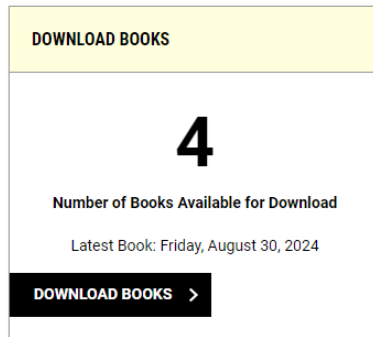 DOWNLOAD BOOKS
4
Number of Books Available for Download
Latest Book: Friday, August 30, 2024
DOWNLOAD BOOKS